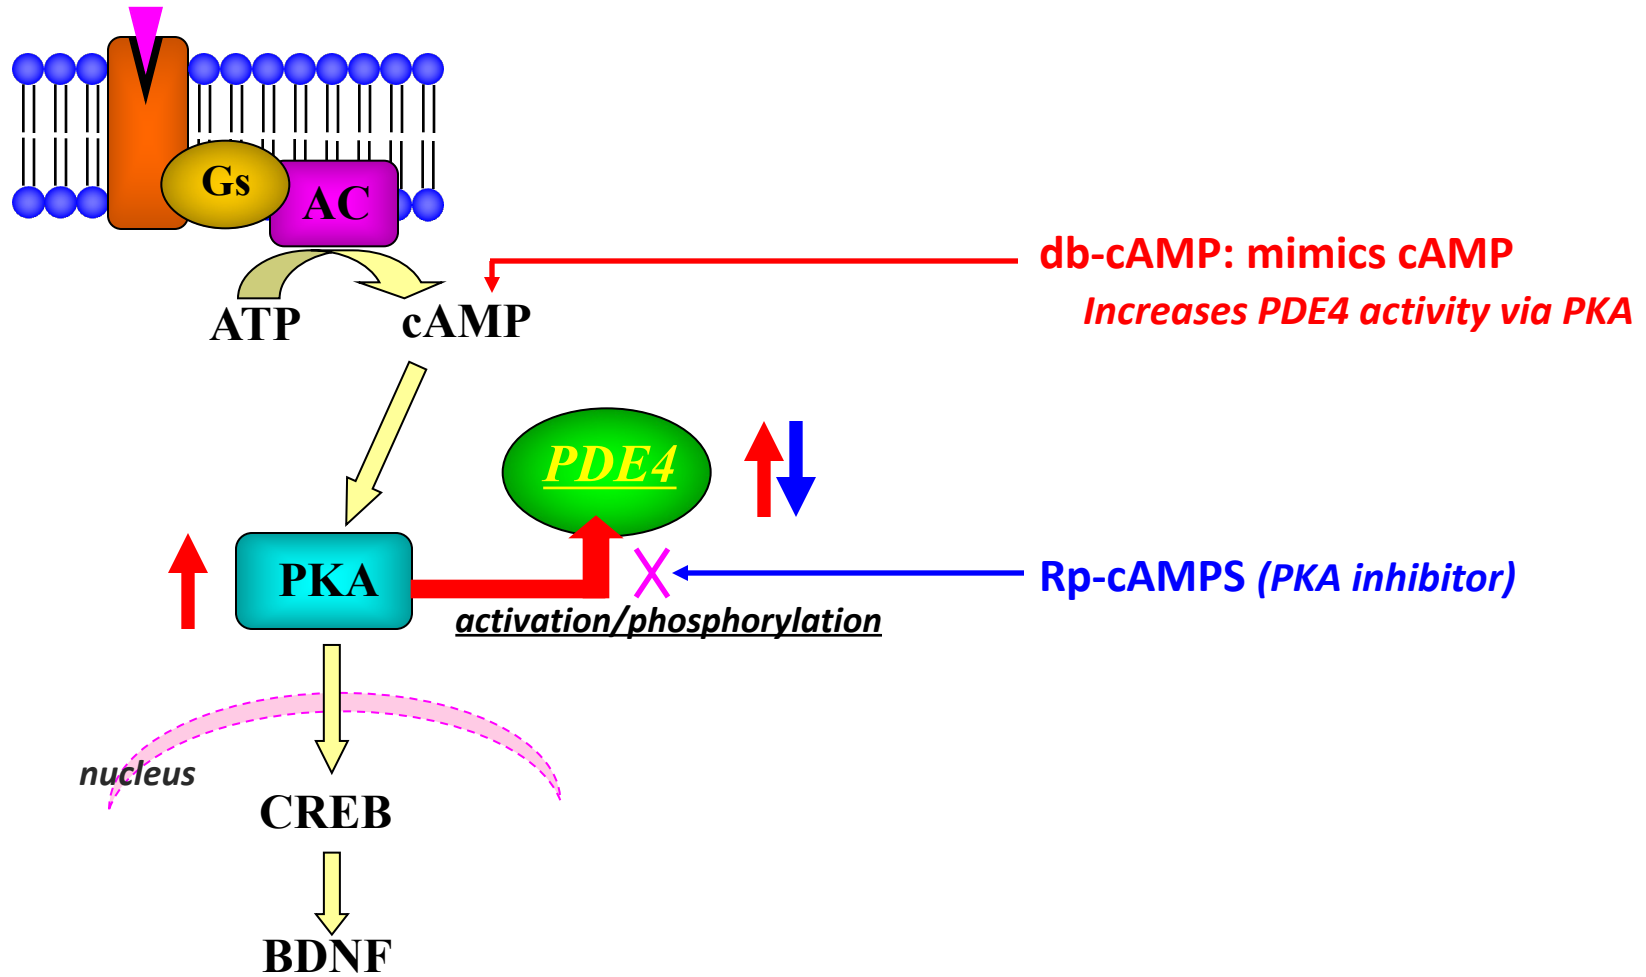 Gs
AC
db-cAMP: mimics cAMP
Increases PDE4 activity via PKA
ATP
cAMP
PDE4
PKA
Rp-cAMPS (PKA inhibitor)
activation/phosphorylation
nucleus
CREB
BDNF